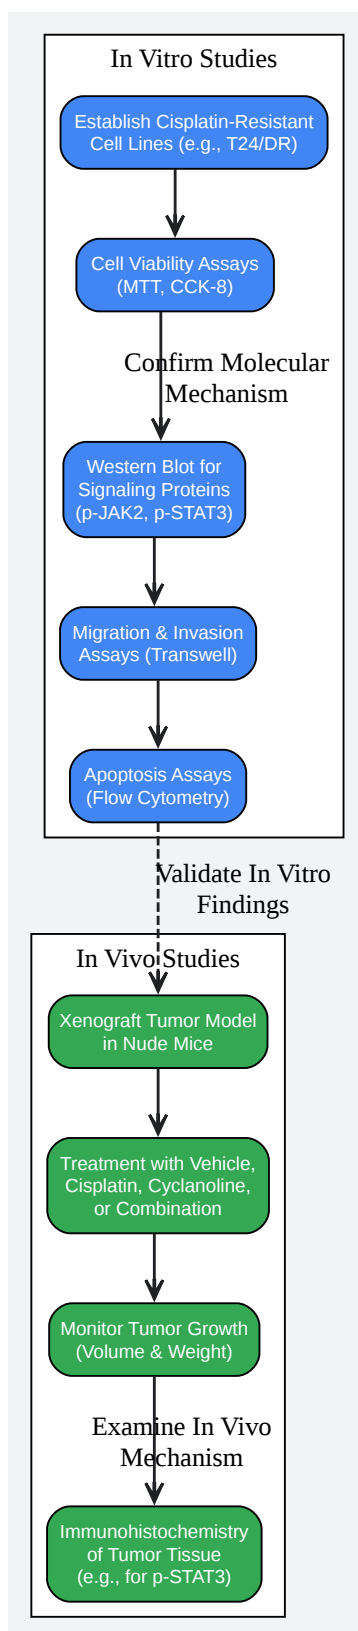 In Vitro Studies
Establish Cisplatin-Resistant
Cell Lines (e.g., T24/DR)
Cell Viability Assays
(MTT, CCK-8)
Confirm Molecular
Mechanism
Western Blot for
Signaling Proteins
(p-JAK2, p-STAT3)
Migration & Invasion
Assays (Transwell)
Apoptosis Assays
(Flow Cytometry)
Validate In Vitro
Findings
In Vivo Studies
Xenograft Tumor Model
in Nude Mice
Treatment with Vehicle,
Cisplatin, Cyclanoline,
or Combination
Monitor Tumor Growth
(Volume & Weight)
Examine In Vivo
Mechanism
Immunohistochemistry
of Tumor Tissue
(e.g., for p-STAT3)